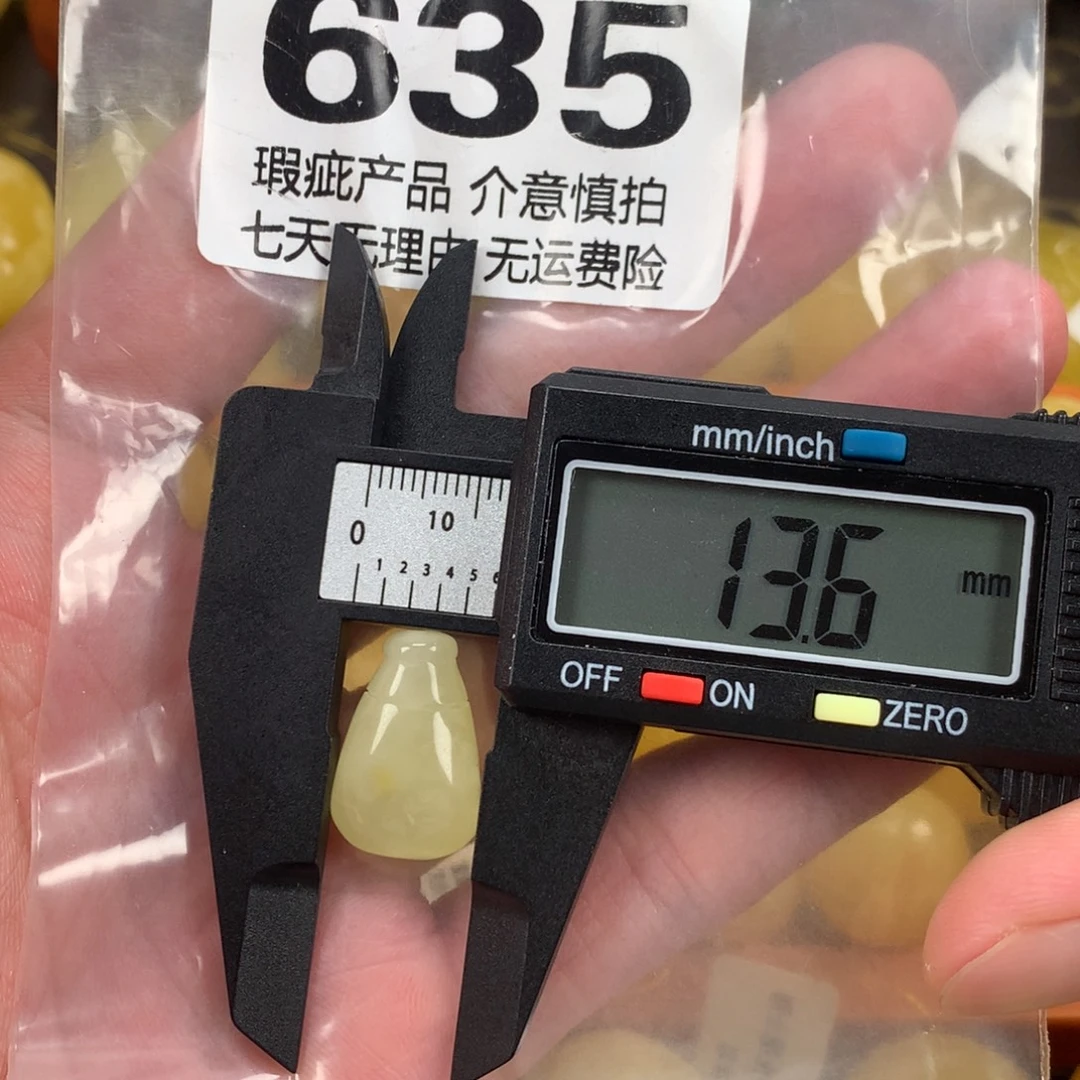 635
瑕疵产品 介意慎拍
七天无理由 无运费险
mm/inch
0 10
1 2 3 4 5 6
13.6 mm
OFF ON ZERO